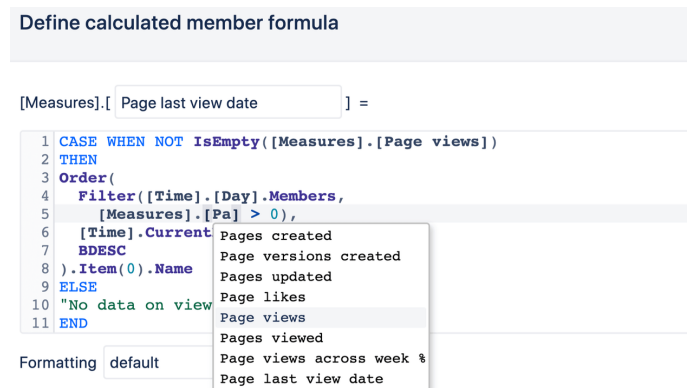 Define calculated member formula
[Measures].[ Page last view date ] =
1 CASE WHEN NOT IsEmpty([Measures].[Page views])
2 THEN
3 Order(
4 Filter([Time].[Day].Members,
5 [Measures].[Pa] > 0),
6 [Time].Current
7 BDESC
8 ).Item(0).Name
9 ELSE
10 "No data on view
11 END
Pages created
Page versions created
Pages updated
Page likes
Page views
Pages viewed
Page views across week %
Page last view date
Formatting default